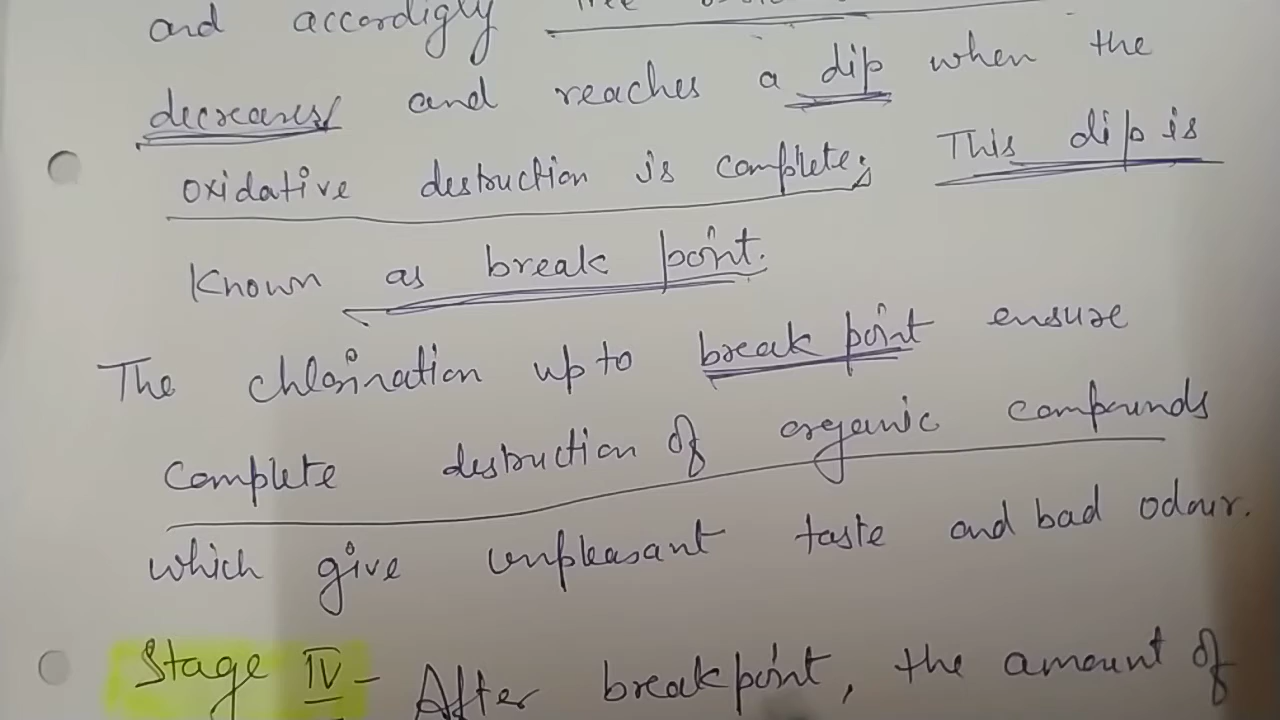 and accordigly
decreases and reaches a dip when the
oxidative destruction is complete; This dip is
known as break point.
The chlorination up to break point ensure
complete destruction of organic compounds
which give unpleasant taste and bad odour.
Stage IV - After breakpoint, the amount of